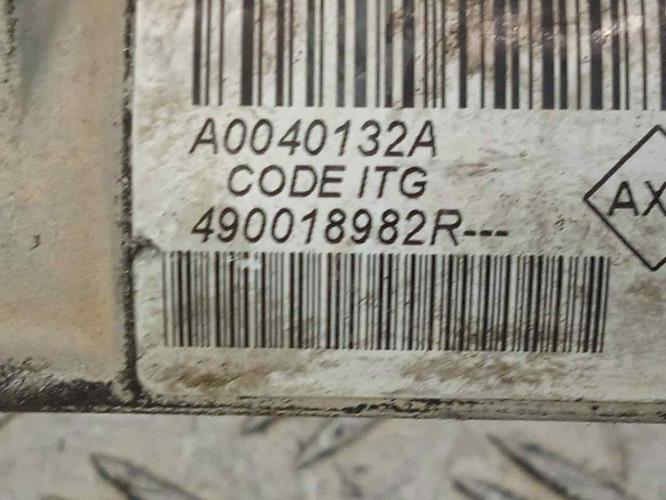 A0040132A
CODE ITG
490018982R---
AX